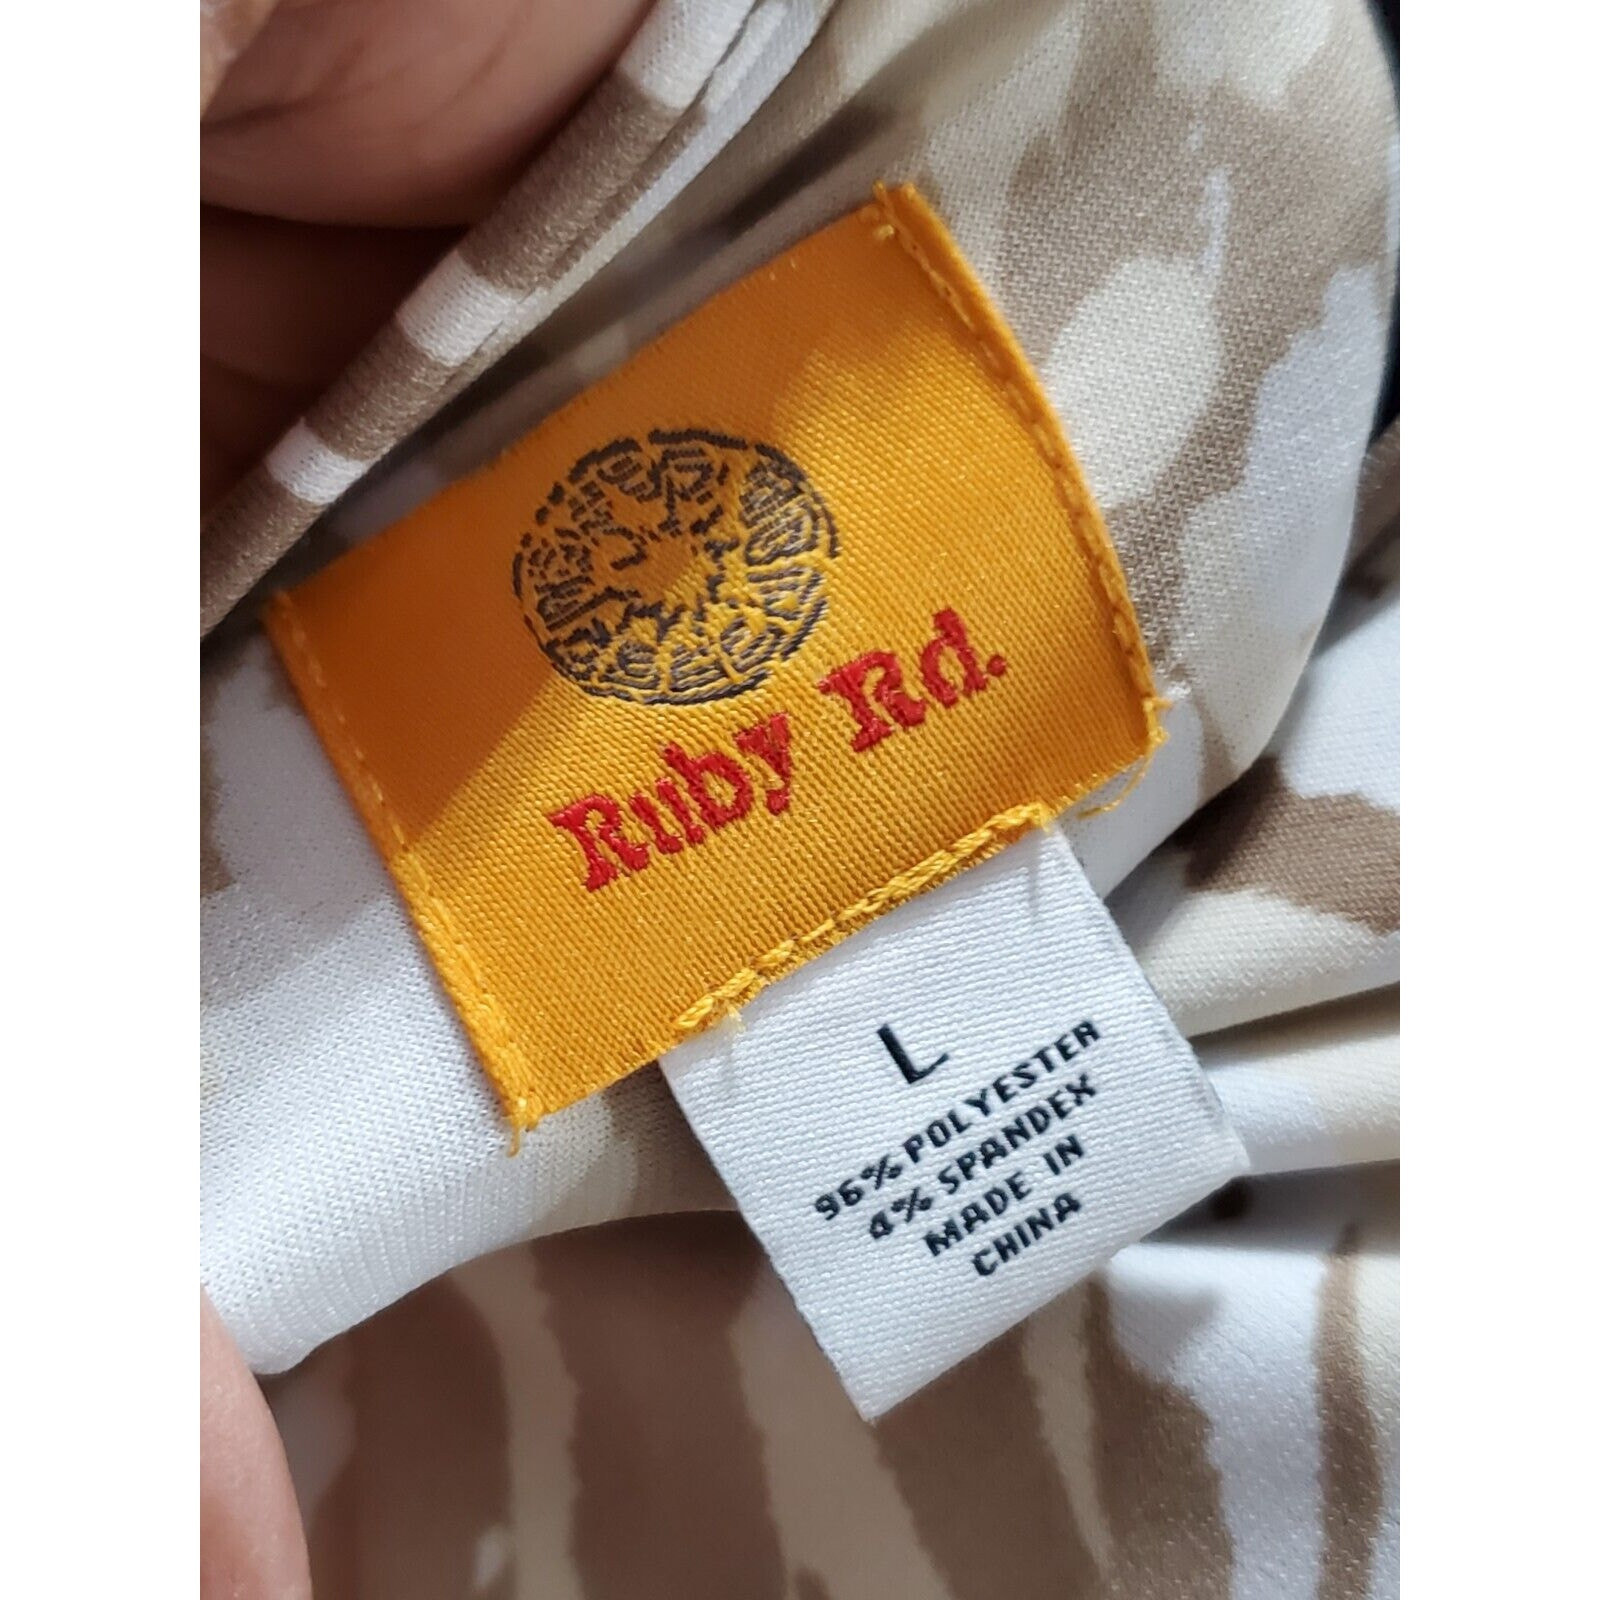 Ruby Rd.
L
96% POLYESTER
4% SPANDEX
MADE IN
CHINA